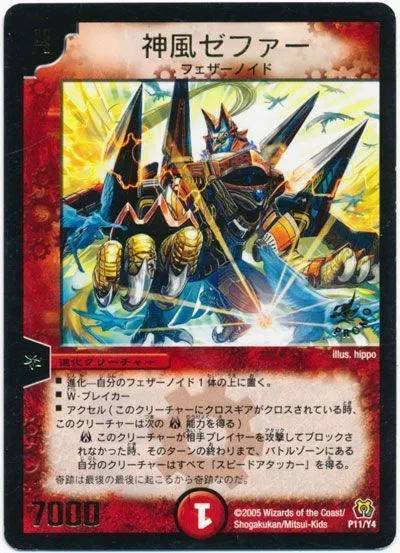 神風ゼファー
フェザーノイド
illus. hippo
火
進化クリーチャー
■ 進化―自分のフェザーノイド1体の上に置く。
■ W・ブレイカー
■ アクセル(このクリーチャーにクロスギアがクロスされている時、
このクリーチャーは次の 能力を得る)
このクリーチャーが相手プレイヤーを攻撃してブロック
されなかった時、そのターンの終わりまで、バトルゾーンにある
自分のクリーチャーはすべて「スピードアタッカー」を得る。
奇跡は最後の最後に起こるから奇跡なのだ。
7000
1
©2005 Wizards of the Coast/
Shogakukan/Mitsui-Kids
P11/Y4